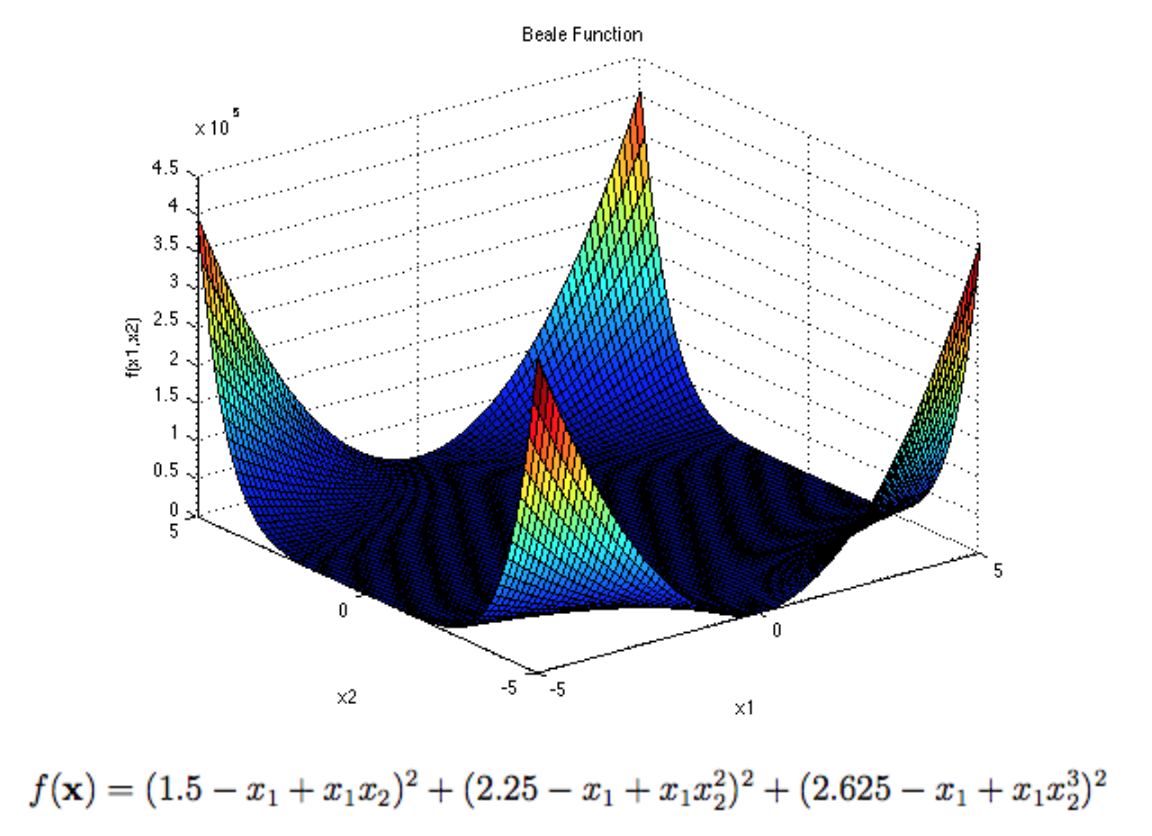 Beale Function
x 10^5
4.5
4
3.5
3
2.5
2
1.5
1
0.5
0
f(x1,x2)
5
0
-5
x2
-5
0
5
x1
f(𝐱) = (1.5 − x₁ + x₁x₂)² + (2.25 − x₁ + x₁x₂²)² + (2.625 − x₁ + x₁x₂³)²